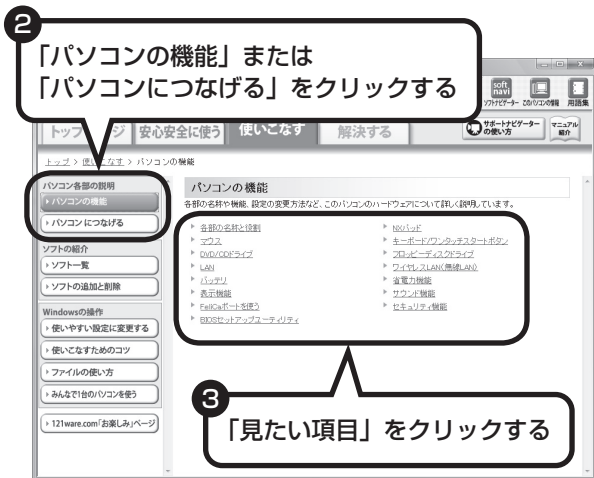 2
「パソコンの機能」または
「パソコンにつなげる」をクリックする
soft navi
ソフトナビゲーター このパソコンの情報 用語集
トップ ジ 安心安全に使う 使いこなす 解決する
サポートナビゲーターの使い方
マニュアル紹介
トップ > 使いこなす > パソコンの機能
パソコン各部の説明
パソコンの機能
パソコンにつなげる
ソフトの紹介
ソフト一覧
ソフトの追加と削除
Windowsの操作
使いやすい設定に変更する
使いこなすためのコツ
ファイルの使い方
みんなで1台のパソコンを使う
121ware.com「お楽しみ」ページ
パソコンの機能
各部の名称や機能、設定の変更方法など、このパソコンのハードウェアについて詳しく説明しています。
各部の名称と役割
マウス
DVD/CDドライブ
LAN
バッテリ
表示機能
FeliCaポートを使う
BIOSセットアップユーティリティ
NXパッド
キーボード/ワンタッチスタートボタン
フロッピーディスクドライブ
ワイヤレスLAN(無線LAN)
省電力機能
サウンド機能
セキュリティ機能
3
「見たい項目」をクリックする